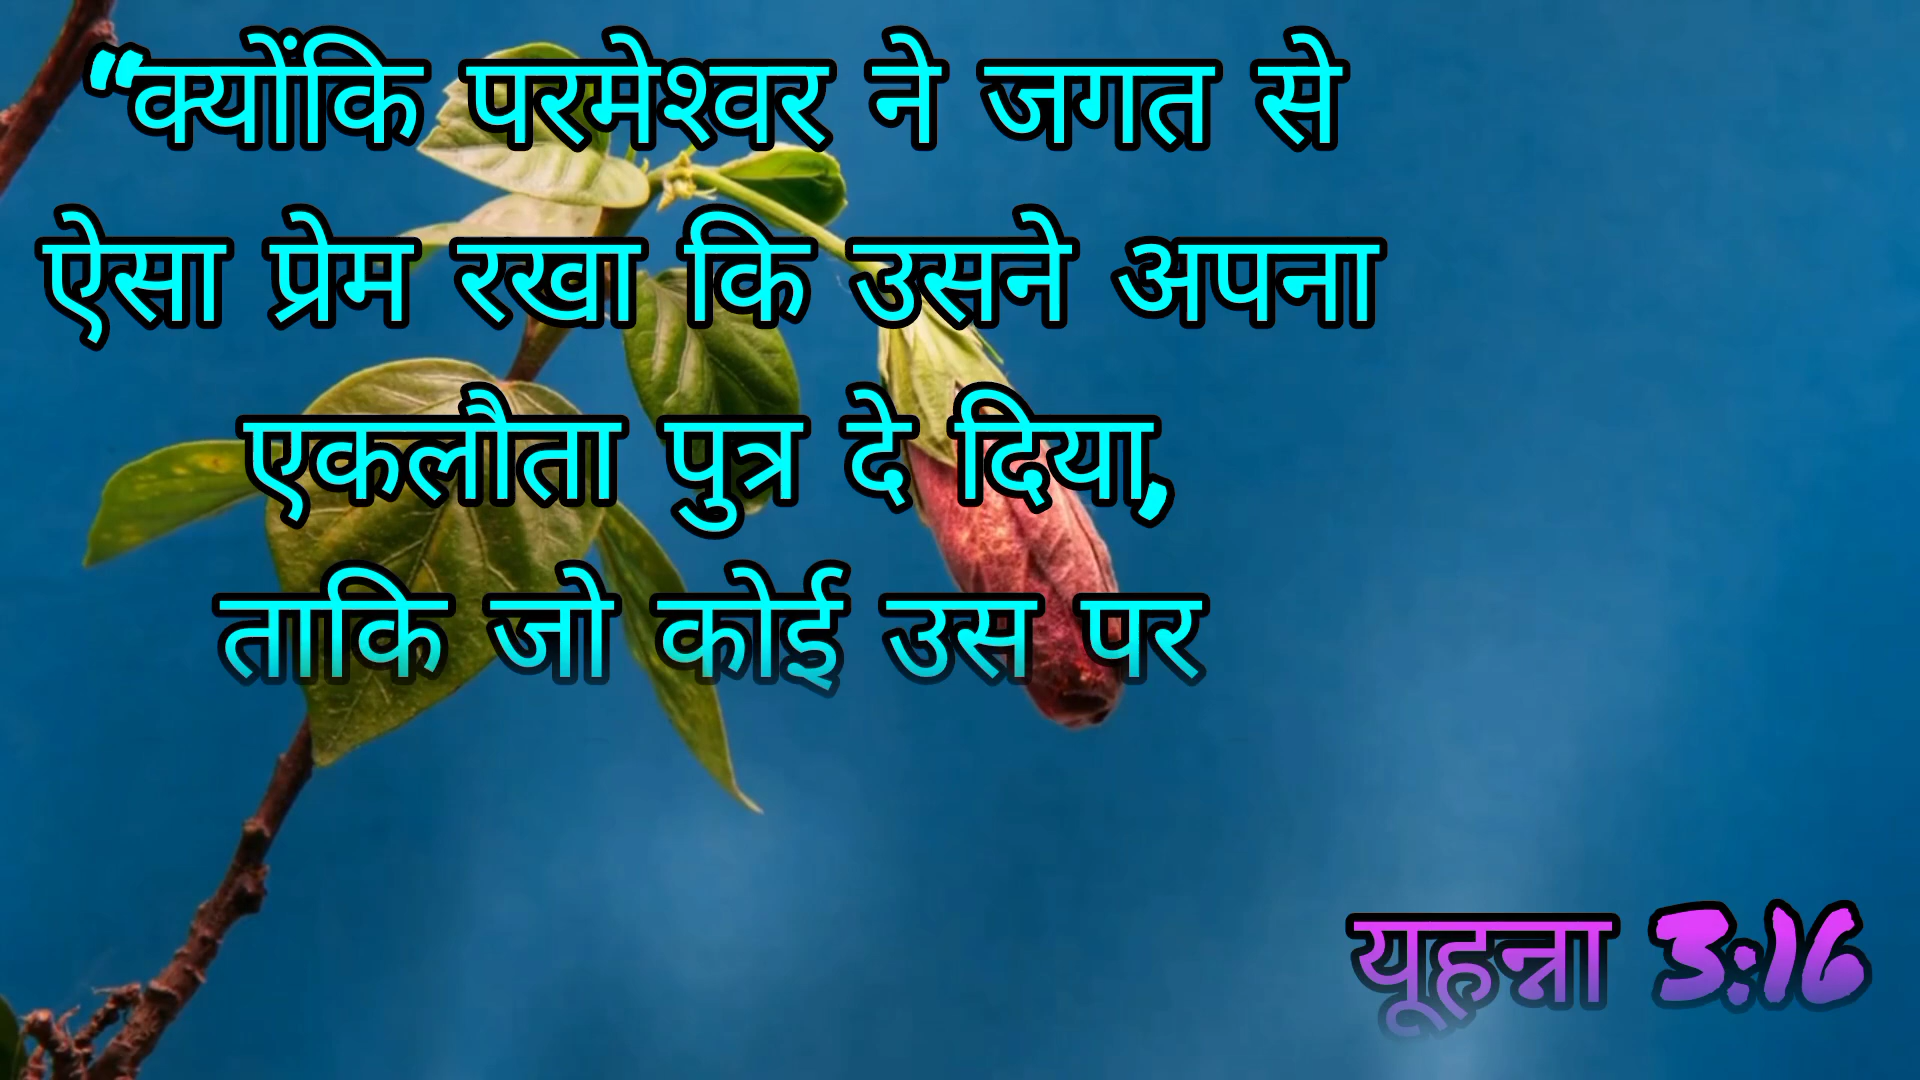 “क्योंकि परमेश्वर ने जगत से
ऐसा प्रेम रखा कि उसने अपना
एकलौता पुत्र दे दिया,
ताकि जो कोई उस पर
यूहन्ना 3:16